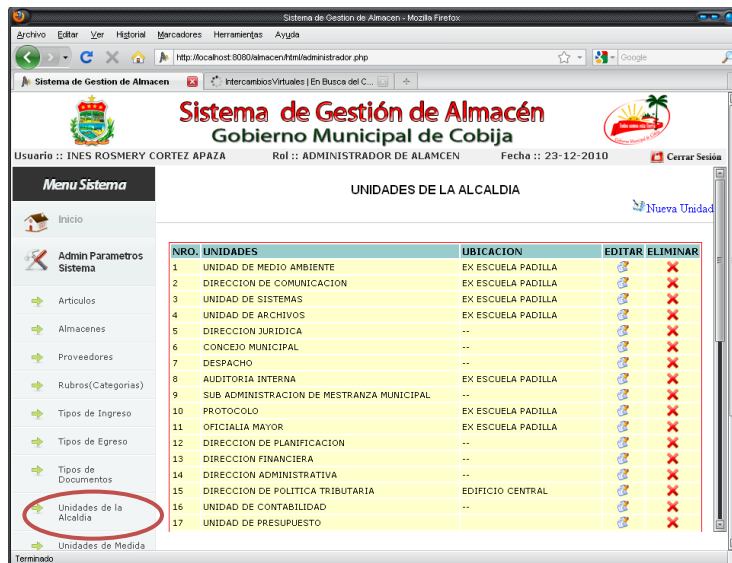 Sistema de Gestion de Almacen - Mozilla Firefox
Archivo Editar Ver Historial Marcadores Herramientas Ayuda
http://localhost:8080/almacen/html/administrador.php
Google
Sistema de Gestion de Almacen
IntercambiosVirtuales | En Busca del C...
Sistema de Gestión de Almacén
Gobierno Municipal de Cobija
Usuario :: INES ROSMERY CORTEZ APAZA Rol :: ADMINISTRADOR DE ALAMCEN Fecha :: 23-12-2010 Cerrar Sesión
Menu Sistema
Inicio
Admin Parametros
Sistema
Articulos
Almacenes
Proveedores
Rubros(Categorias)
Tipos de Ingreso
Tipos de Egreso
Tipos de
Documentos
Unidades de la
Alcaldia
Unidades de Medida
UNIDADES DE LA ALCALDIA
Nueva Unidad
NRO. UNIDADES UBICACION EDITAR ELIMINAR
1 UNIDAD DE MEDIO AMBIENTE EX ESCUELA PADILLA
2 DIRECCION DE COMUNICACION EX ESCUELA PADILLA
3 UNIDAD DE SISTEMAS EX ESCUELA PADILLA
4 UNIDAD DE ARCHIVOS EX ESCUELA PADILLA
5 DIRECCION JURIDICA --
6 CONCEJO MUNICIPAL --
7 DESPACHO --
8 AUDITORIA INTERNA EX ESCUELA PADILLA
9 SUB ADMINISTRACION DE MESTRANZA MUNICIPAL --
10 PROTOCOLO EX ESCUELA PADILLA
11 OFICIALIA MAYOR EX ESCUELA PADILLA
12 DIRECCION DE PLANIFICACION --
13 DIRECCION FINANCIERA --
14 DIRECCION ADMINISTRATIVA --
15 DIRECCION DE POLITICA TRIBUTARIA EDIFICIO CENTRAL
16 UNIDAD DE CONTABILIDAD --
17 UNIDAD DE PRESUPUESTO
Terminado